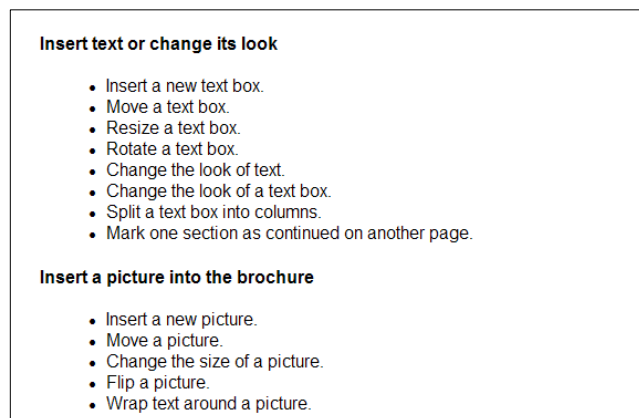 Insert text or change its look
• Insert a new text box.
• Move a text box.
• Resize a text box.
• Rotate a text box.
• Change the look of text.
• Change the look of a text box.
• Split a text box into columns.
• Mark one section as continued on another page.
Insert a picture into the brochure
• Insert a new picture.
• Move a picture.
• Change the size of a picture.
• Flip a picture.
• Wrap text around a picture.